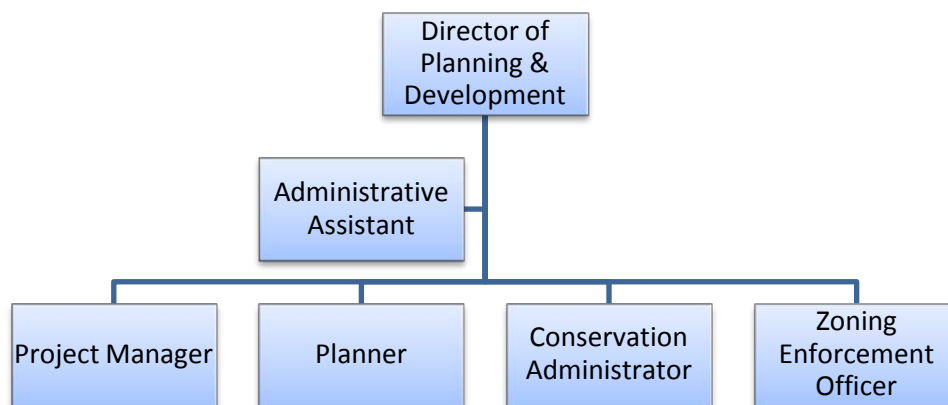 Director of
Planning &
Development
Administrative
Assistant
Project Manager
Planner
Conservation
Administrator
Zoning
Enforcement
Officer